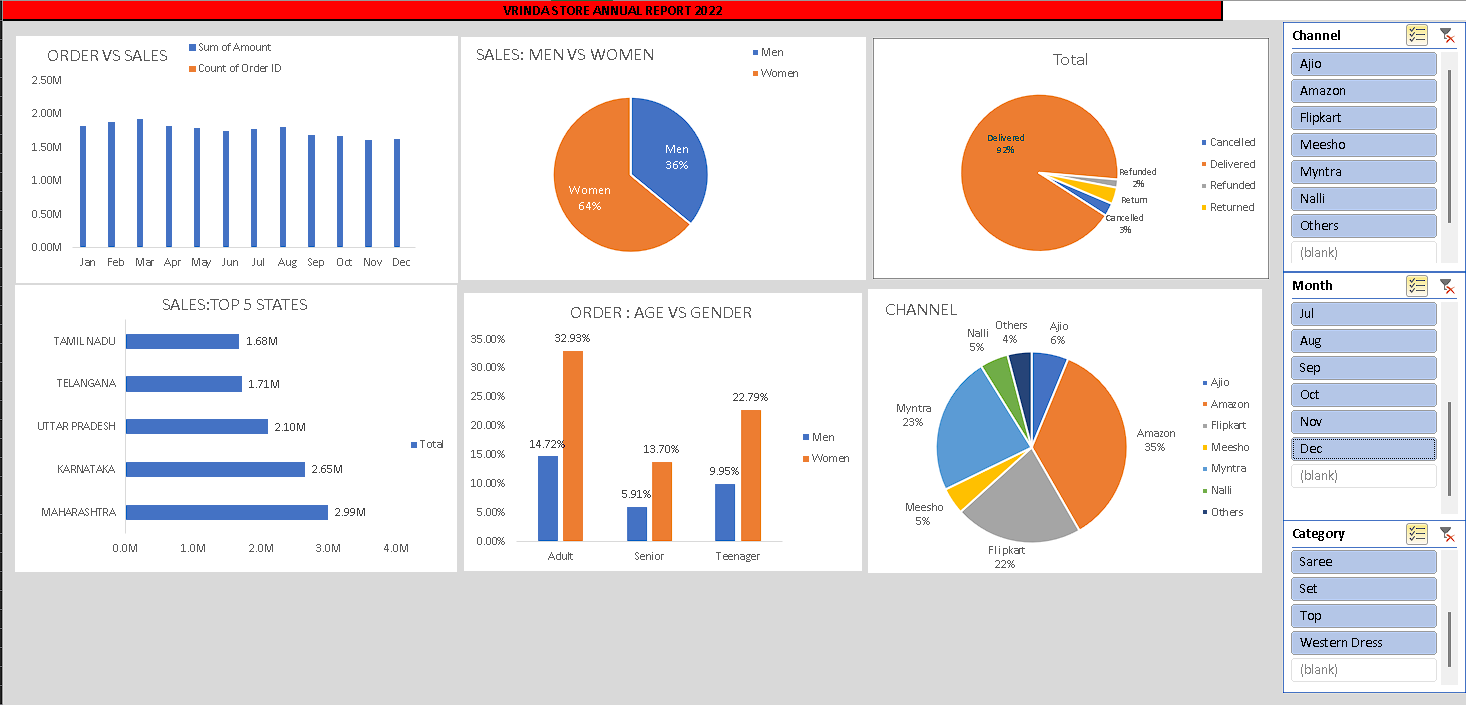 VRINDA STORE ANNUAL REPORT 2022
ORDER VS SALES
Sum of Amount
Count of Order ID
2.50M
2.00M
1.50M
1.00M
0.50M
0.00M
Jan Feb Mar Apr May Jun Jul Aug Sep Oct Nov Dec
SALES: MEN VS WOMEN
Men
Women
Men
36%
Women
64%
Total
Delivered
92%
Refunded
2%
Return
Cancelled
3%
Cancelled
Delivered
Refunded
Returned
SALES:TOP 5 STATES
TAMIL NADU 1.68M
TELANGANA 1.71M
UTTAR PRADESH 2.10M
KARNATAKA 2.65M
MAHARASHTRA 2.99M
0.0M 1.0M 2.0M 3.0M 4.0M
Total
ORDER : AGE VS GENDER
35.00%
30.00%
25.00%
20.00%
15.00%
10.00%
5.00%
0.00%
14.72% 32.93%
5.91% 13.70%
9.95% 22.79%
Adult Senior Teenager
Men
Women
CHANNEL
Ajio
6%
Amazon
35%
Flipkart
22%
Meesho
5%
Myntra
23%
Nalli
5%
Others
4%
Ajio
Amazon
Flipkart
Meesho
Myntra
Nalli
Others
Channel
Ajio
Amazon
Flipkart
Meesho
Myntra
Nalli
Others
(blank)
Month
Jul
Aug
Sep
Oct
Nov
Dec
(blank)
Category
Saree
Set
Top
Western Dress
(blank)